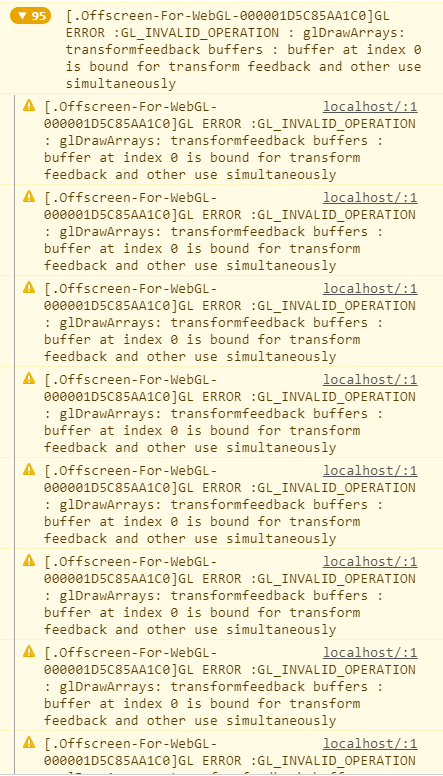 ▼ 95 [.Offscreen-For-WebGL-000001D5C85AA1C0]GL
ERROR :GL_INVALID_OPERATION : glDrawArrays:
transformfeedback buffers : buffer at index 0
is bound for transform feedback and other use
simultaneously
[.Offscreen-For-WebGL- localhost/:1
000001D5C85AA1C0]GL ERROR :GL_INVALID_OPERATION
: glDrawArrays: transformfeedback buffers :
buffer at index 0 is bound for transform
feedback and other use simultaneously
[.Offscreen-For-WebGL- localhost/:1
000001D5C85AA1C0]GL ERROR :GL_INVALID_OPERATION
: glDrawArrays: transformfeedback buffers :
buffer at index 0 is bound for transform
feedback and other use simultaneously
[.Offscreen-For-WebGL- localhost/:1
000001D5C85AA1C0]GL ERROR :GL_INVALID_OPERATION
: glDrawArrays: transformfeedback buffers :
buffer at index 0 is bound for transform
feedback and other use simultaneously
[.Offscreen-For-WebGL- localhost/:1
000001D5C85AA1C0]GL ERROR :GL_INVALID_OPERATION
: glDrawArrays: transformfeedback buffers :
buffer at index 0 is bound for transform
feedback and other use simultaneously
[.Offscreen-For-WebGL- localhost/:1
000001D5C85AA1C0]GL ERROR :GL_INVALID_OPERATION
: glDrawArrays: transformfeedback buffers :
buffer at index 0 is bound for transform
feedback and other use simultaneously
[.Offscreen-For-WebGL- localhost/:1
000001D5C85AA1C0]GL ERROR :GL_INVALID_OPERATION
: glDrawArrays: transformfeedback buffers :
buffer at index 0 is bound for transform
feedback and other use simultaneously
[.Offscreen-For-WebGL- localhost/:1
000001D5C85AA1C0]GL ERROR :GL_INVALID_OPERATION
: glDrawArrays: transformfeedback buffers :
buffer at index 0 is bound for transform
feedback and other use simultaneously
[.Offscreen-For-WebGL- localhost/:1
000001D5C85AA1C0]GL ERROR :GL_INVALID_OPERATION